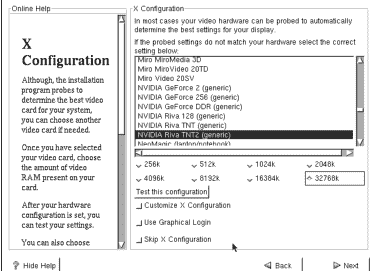 Online Help
X
Configuration
Although, the installation
program probes to
determine the best video
card for your system,
you can choose another
video card if needed.
Once you have selected
your video card, choose
the amount of video
RAM present on your
card.
After your hardware
configuration is set, you
can test your settings.
You can also choose
X Configuration
In most cases your video hardware can be probed to automatically
determine the best settings for your display.
If the probed settings do not match your hardware select the correct
setting below:
Miro MiroMedia 3D
Miro MiroVideo 20TD
Miro Video 20SV
NVIDIA GeForce 2 (generic)
NVIDIA GeForce 256 (generic)
NVIDIA GeForce DDR (generic)
NVIDIA Riva 128 (generic)
NVIDIA Riva TNT (generic)
NVIDIA Riva TNT2 (generic)
NeoMagic (laptop/notebook)
256k 512k 1024k 2048k
4096k 8192k 16384k 32768k
Test this configuration
Customize X Configuration
Use Graphical Login
Skip X Configuration
Hide Help Back Next